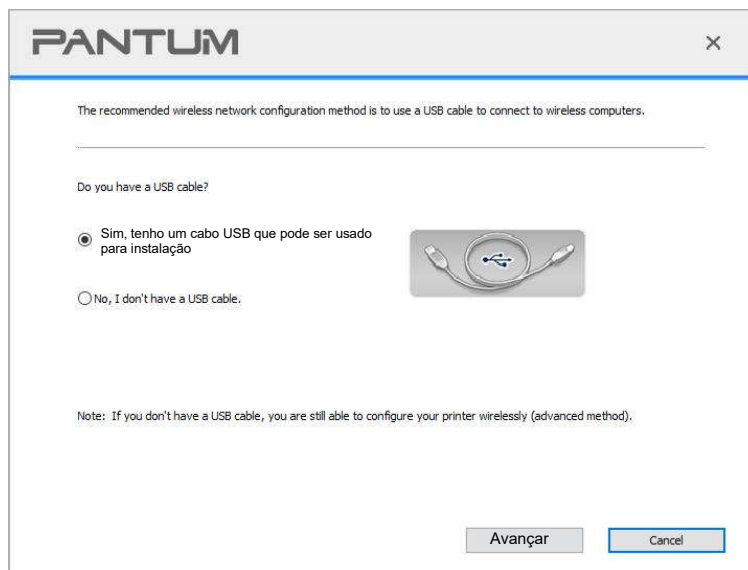 PANTUM
The recommended wireless network configuration method is to use a USB cable to connect to wireless computers.
Do you have a USB cable?
Sim, tenho um cabo USB que pode ser usado
para instalação
No, I don't have a USB cable.
Note: If you don't have a USB cable, you are still able to configure your printer wirelessly (advanced method).
Avançar
Cancel